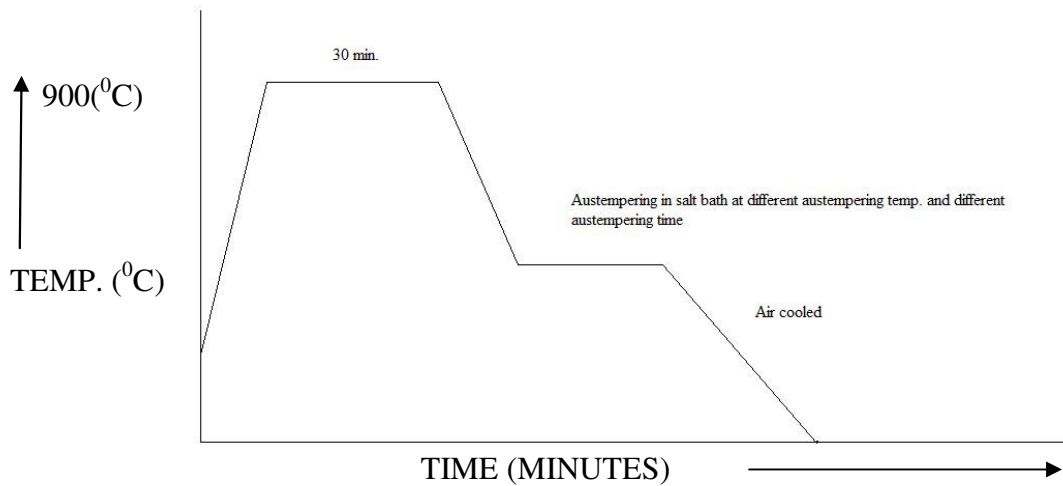 30 min.
900(⁰C)
Austempering in salt bath at different austempering temp. and different
austempering time
TEMP. (⁰C)
Air cooled
TIME (MINUTES)